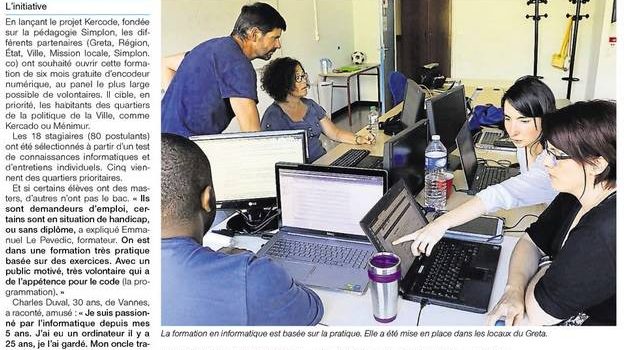 L'initiative
En lançant le projet Kercode, fondée
sur la pédagogie Simplon, les dif-
férents partenaires (Greta, Région,
État, Ville, Mission locale, Simplon.
co) ont souhaité ouvrir cette forma-
tion de six mois gratuite d'encodeur
numérique, au panel le plus large
possible de volontaires. Il cible, en
priorité, les habitants des quartiers
de la politique de la ville, comme
Kercado ou Ménimur.
Les 18 stagiaires (80 postulants)
ont été sélectionnés à partir d'un test
de connaissances informatiques et
d'entretiens individuels. Cinq vien-
nent des quartiers prioritaires.
Et si certains élèves ont des mas-
ters, d'autres n'ont pas le bac. « Ils
sont demandeurs d'emploi, cer-
tains sont en situation de handicap,
ou sans diplôme, a expliqué Emma-
nuel Le Pevedic, formateur. On est
dans une formation très pratique
basée sur des exercices. Avec un
public motivé, très volontaire qui a
de l'appétence pour le code (la pro-
grammation). »
Charles Duval, 30 ans, de Vannes,
a raconté, amusé : « Je suis passion-
né par l'informatique depuis mes
5 ans. J'ai eu un ordinateur il y a
25 ans, je l'ai gardé. Mon oncle tra-
La formation en informatique est basée sur la pratique. Elle a été mise en place dans les locaux du Greta.